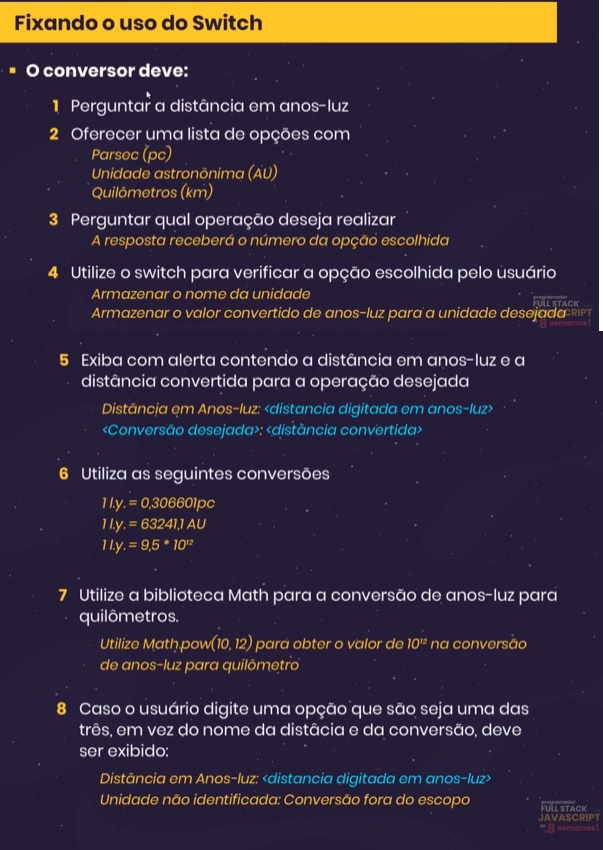 Fixando o uso do Switch
▪ O conversor deve:
1 Perguntar a distância em anos-luz
2 Oferecer uma lista de opções com
Parsec (pc)
Unidade astronônima (AU)
Quilômetros (km)
3 Perguntar qual operação deseja realizar
A resposta receberá o número da opção escolhida
4 Utilize o switch para verificar a opção escolhida pelo usuário
Armazenar o nome da unidade
Armazenar o valor convertido de anos-luz para a unidade desejada
programador
FULL STACK
JAVASCRIPT
8 semanas!
5 Exiba com alerta contendo a distância em anos-luz e a
distância convertida para a operação desejada
Distância em Anos-luz: <distancia digitada em anos-luz>
<Conversão desejada>: <distância convertida>
6 Utiliza as seguintes conversões
1 l.y. = 0,306601pc
1 l.y. = 63241,1 AU
1 l.y. = 9,5 * 10¹²
7 Utilize a biblioteca Math para a conversão de anos-luz para
quilômetros.
Utilize Math.pow(10, 12) para obter o valor de 10¹² na conversão
de anos-luz para quilômetro
8 Caso o usuário digite uma opção que são seja uma das
três, em vez do nome da distâcia e da conversão, deve
ser exibido:
Distância em Anos-luz: <distancia digitada em anos-luz>
Unidade não identificada: Conversão fora do escopo
programador
FULL STACK
JAVASCRIPT
8 semanas!